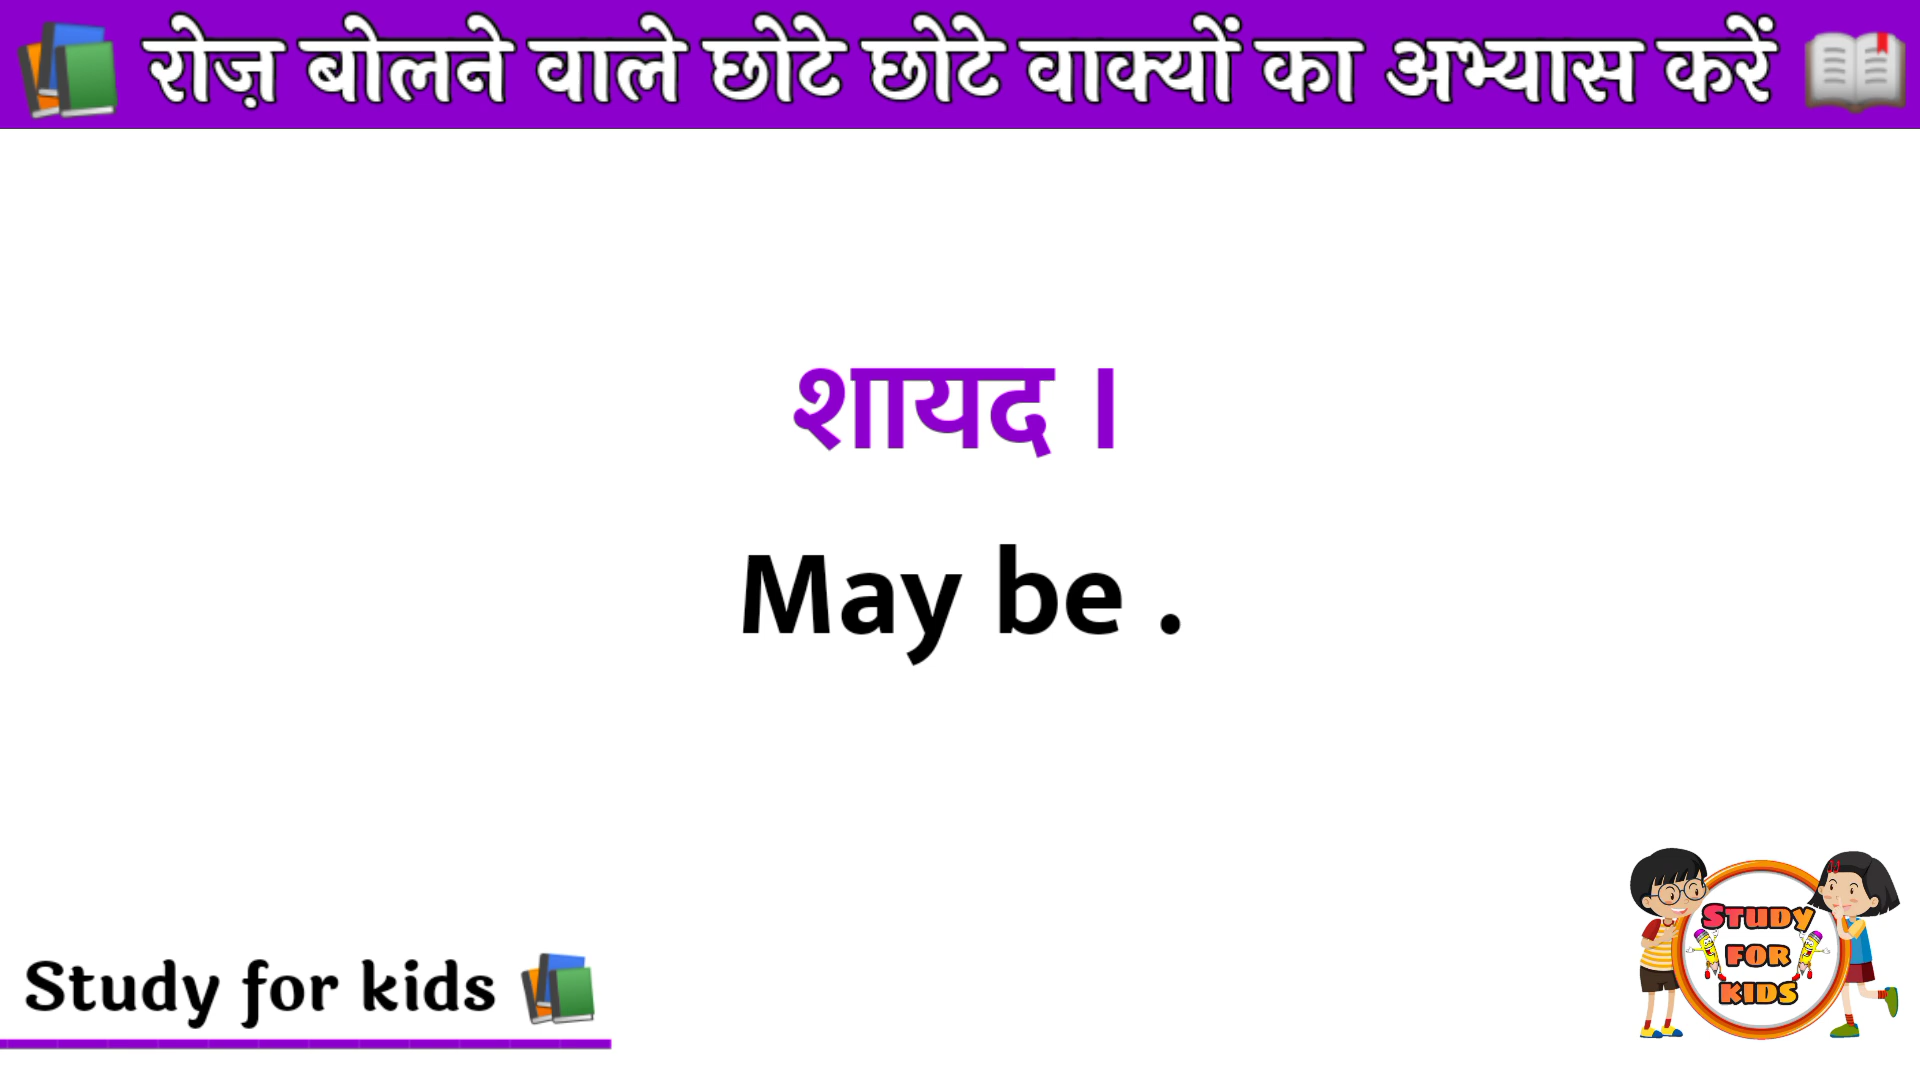 रोज़ बोलने वाले छोटे छोटे वाक्यों का अभ्यास करें
शायद ।
May be .
Study for kids
STUDY
FOR
KIDS